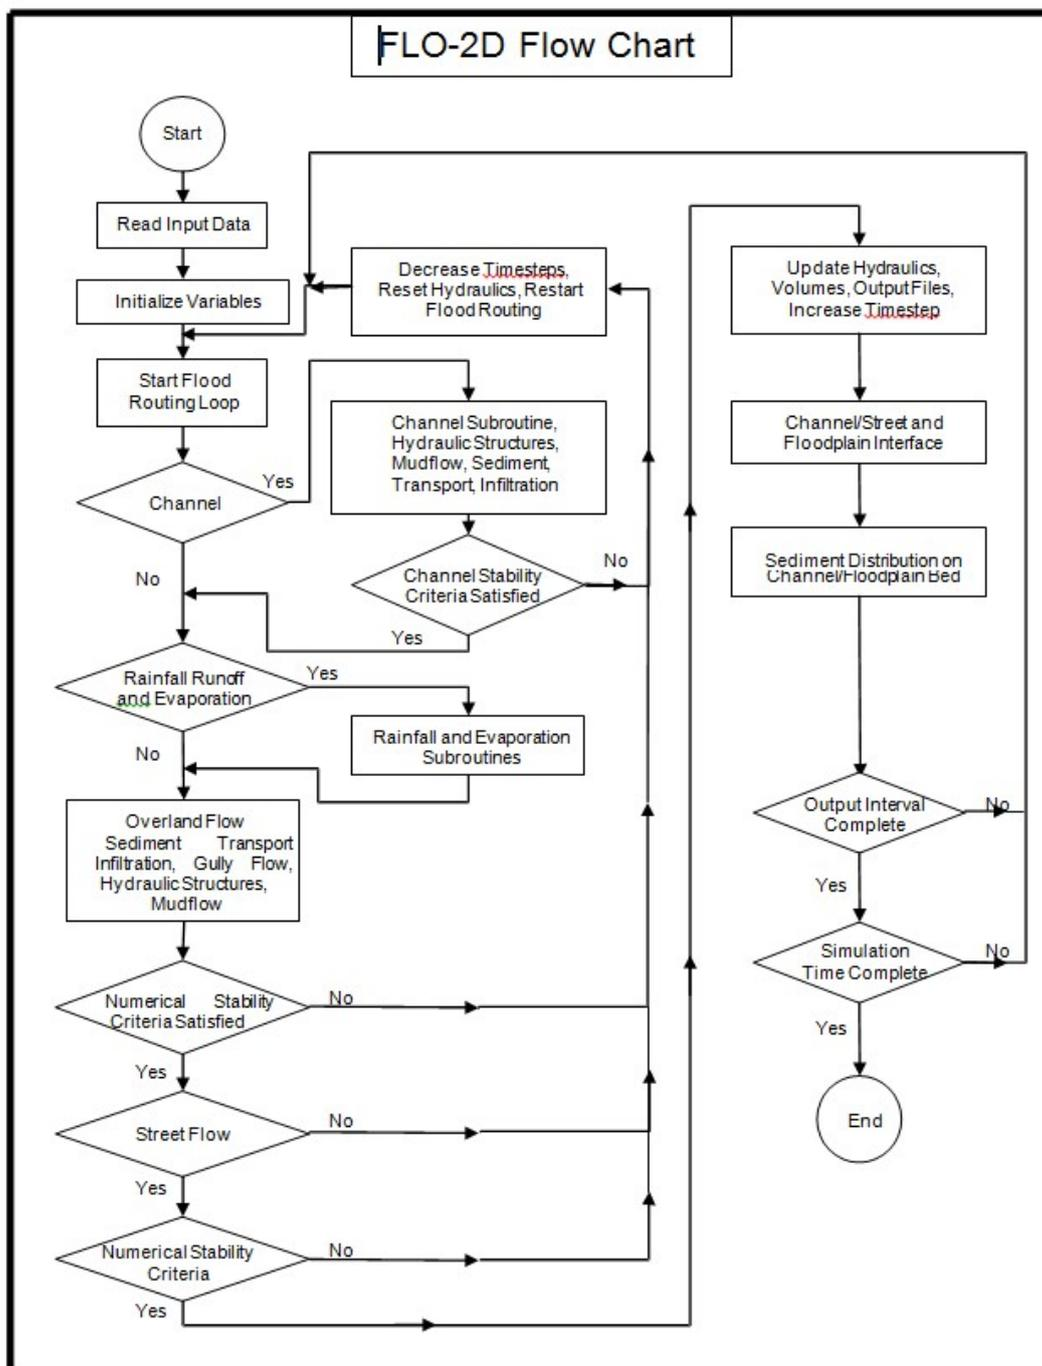 FLO-2D Flow Chart
Start
Read Input Data
Initialize Variables
Decrease Timesteps,
Reset Hydraulics, Restart
Flood Routing
Start Flood
Routing Loop
Channel
Yes
No
Channel Subroutine,
Hydraulic Structures,
Mudflow, Sediment,
Transport, Infiltration
Channel Stability
Criteria Satisfied
No
Yes
Rainfall Runoff
and Evaporation
Yes
No
Rainfall and Evaporation
Subroutines
Overland Flow
Sediment Transport
Infiltration, Gully Flow,
Hydraulic Structures,
Mudflow
Numerical Stability
Criteria Satisfied
No
Yes
Street Flow
No
Yes
Numerical Stability
Criteria
No
Yes
Update Hydraulics,
Volumes, Output Files,
Increase Timestep
Channel/Street and
Floodplain Interface
Sediment Distribution on
Channel/Floodplain Bed
Output Interval
Complete
No
Yes
Simulation
Time Complete
No
Yes
End